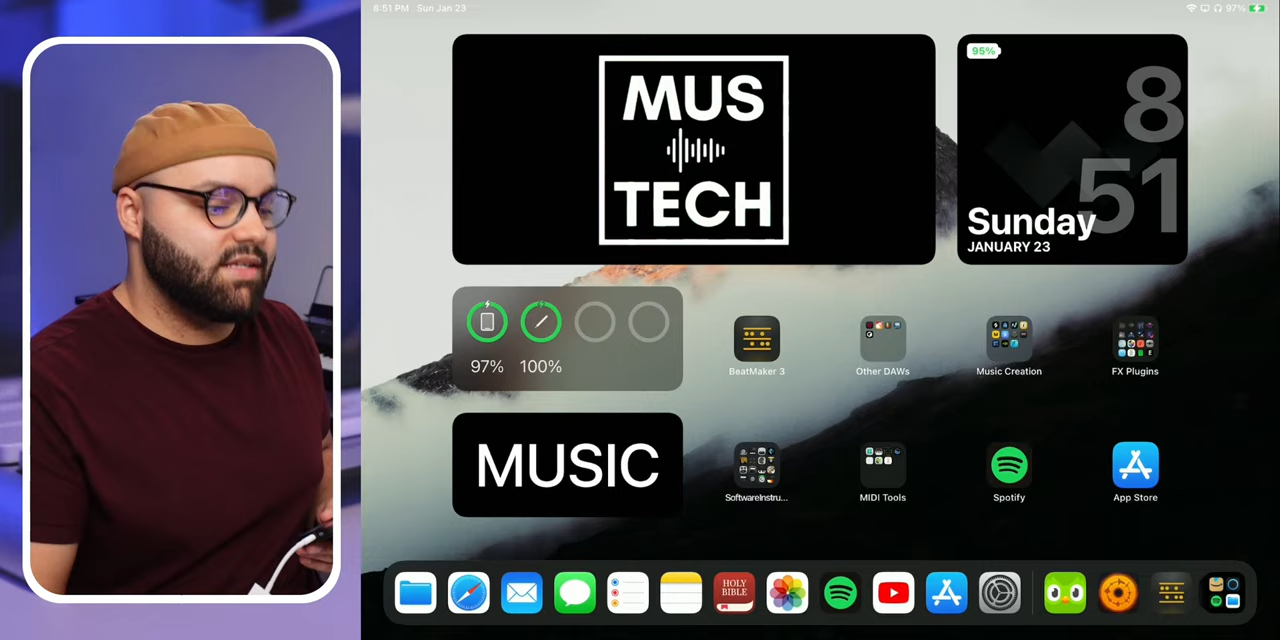 8:51 PM Sun Jan 23
97%
MUS
TECH
95%
8
51
Sunday
JANUARY 23
97% 100%
BeatMaker 3
Other DAWs
Music Creation
FX Plugins
MUSIC
SoftwareInstru...
MIDI Tools
Spotify
App Store
HOLY
BIBLE